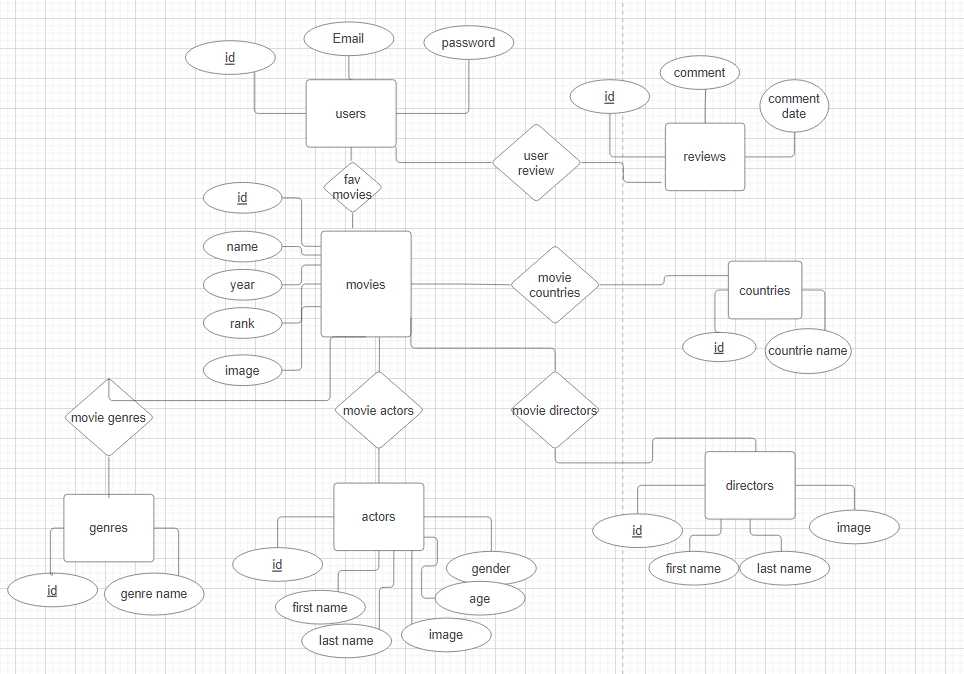 Email
password
id
users
comment
id
comment
date
reviews
user
review
fav
movies
id
name
year
rank
image
movies
movie
countries
countries
id
countrie name
movie genres
movie actors
movie directors
genres
id
genre name
actors
id
first name
last name
image
age
gender
directors
id
first name
last name
image